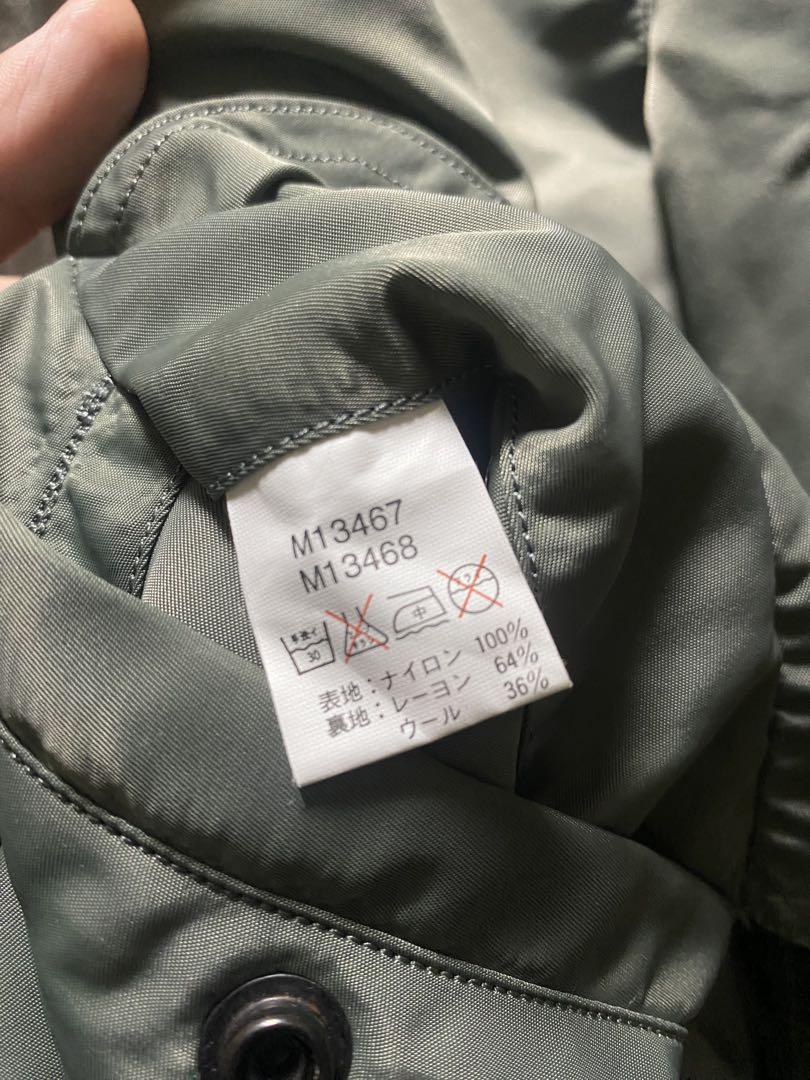 M13467
M13468
手洗イ 30 中
表地：ナイロン 100%
裏地：レーヨン 64%
ウール 36%